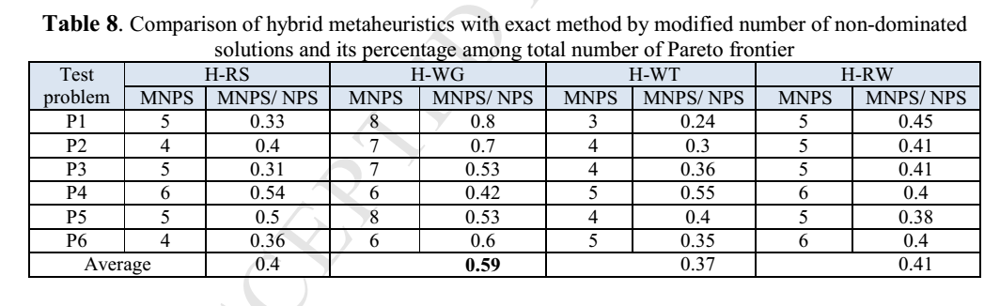 Table 8. Comparison of hybrid metaheuristics with exact method by modified number of non-dominated
solutions and its percentage among total number of Pareto frontier
Test problem H-RS H-WG H-WT H-RW
MNPS MNPS/ NPS MNPS MNPS/ NPS MNPS MNPS/ NPS MNPS MNPS/ NPS
P1 5 0.33 8 0.8 3 0.24 5 0.45
P2 4 0.4 7 0.7 4 0.3 5 0.41
P3 5 0.31 7 0.53 4 0.36 5 0.41
P4 6 0.54 6 0.42 5 0.55 6 0.4
P5 5 0.5 8 0.53 4 0.4 5 0.38
P6 4 0.36 6 0.6 5 0.35 6 0.4
Average 0.4 0.59 0.37 0.41